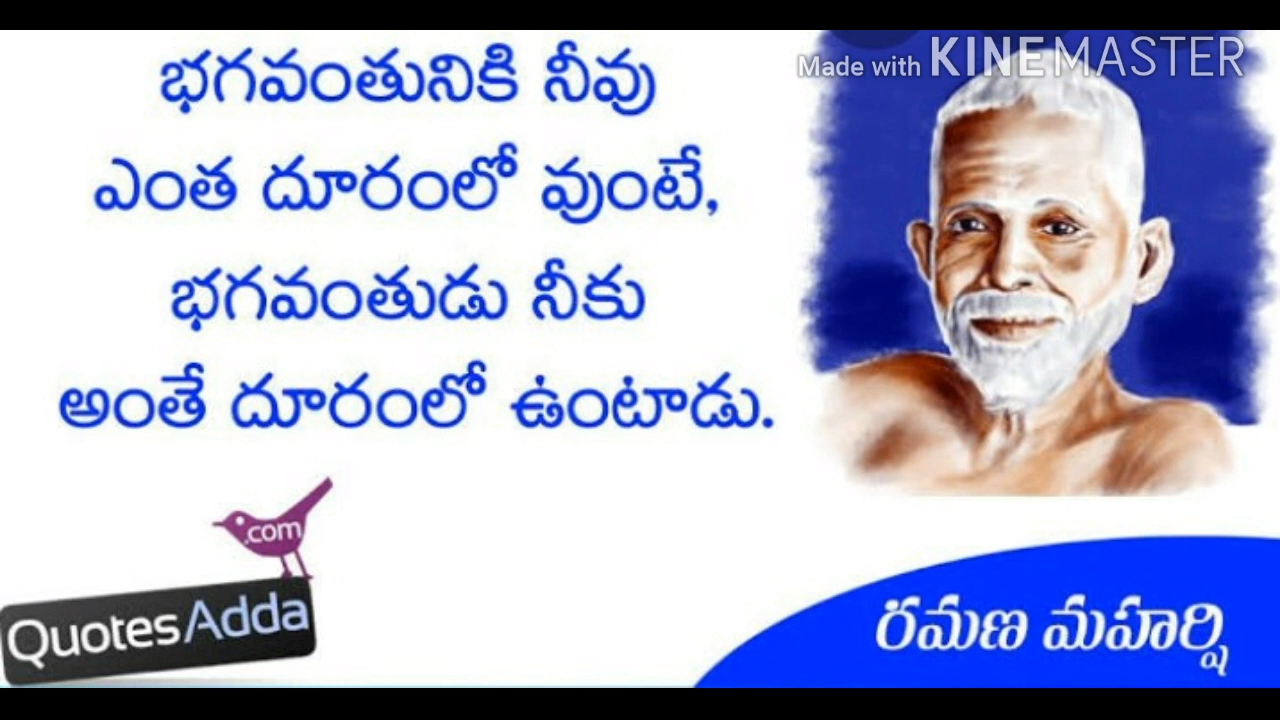 Made with KINEMASTER
భగవంతునికి నీవు
ఎంత దూరంలో వుంటే,
భగవంతుడు నీకు
అంతే దూరంలో ఉంటాడు.
.com
QuotesAdda
రమణ మహర్షి